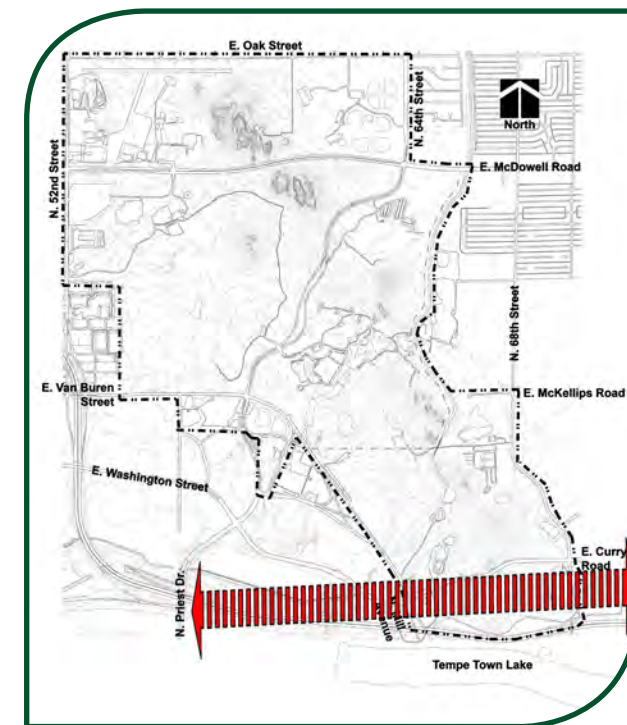 E. Oak Street
N. 64th Street
North
N. 52nd Street
E. McDowell Road
N. 68th Street
E. Van Buren
Street
E. McKellips Road
E. Washington Street
E. Curry
Road
N. Priest Dr.
Avenue
Tempe Town Lake